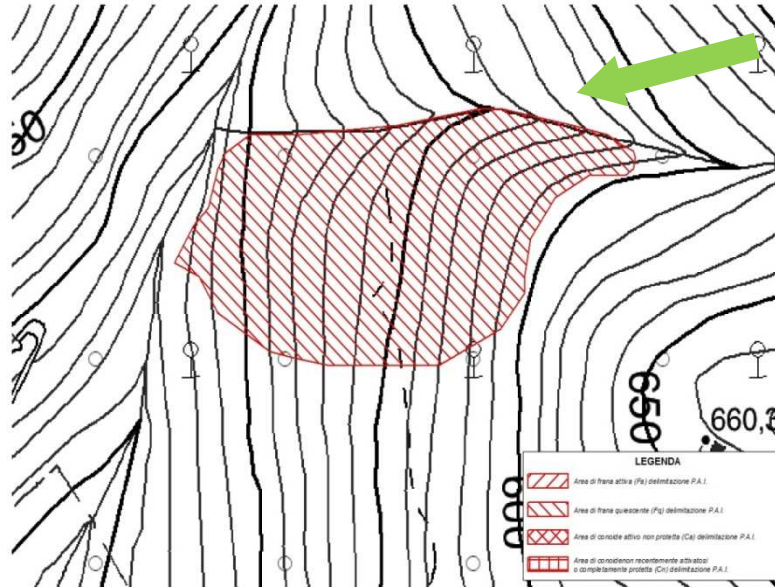 650
660,3
600
LEGENDA
Area di frana attiva (Fa) delimitazione P.A.I.
Area di frana quiescente (Fq) delimitazione P.A.I.
Area di conoide attivo non protetta (Ca) delimitazione P.A.I.
Area di conoidenon recentemente attivatosi
o completamente protetta (Cn) delimitazione P.A.I.